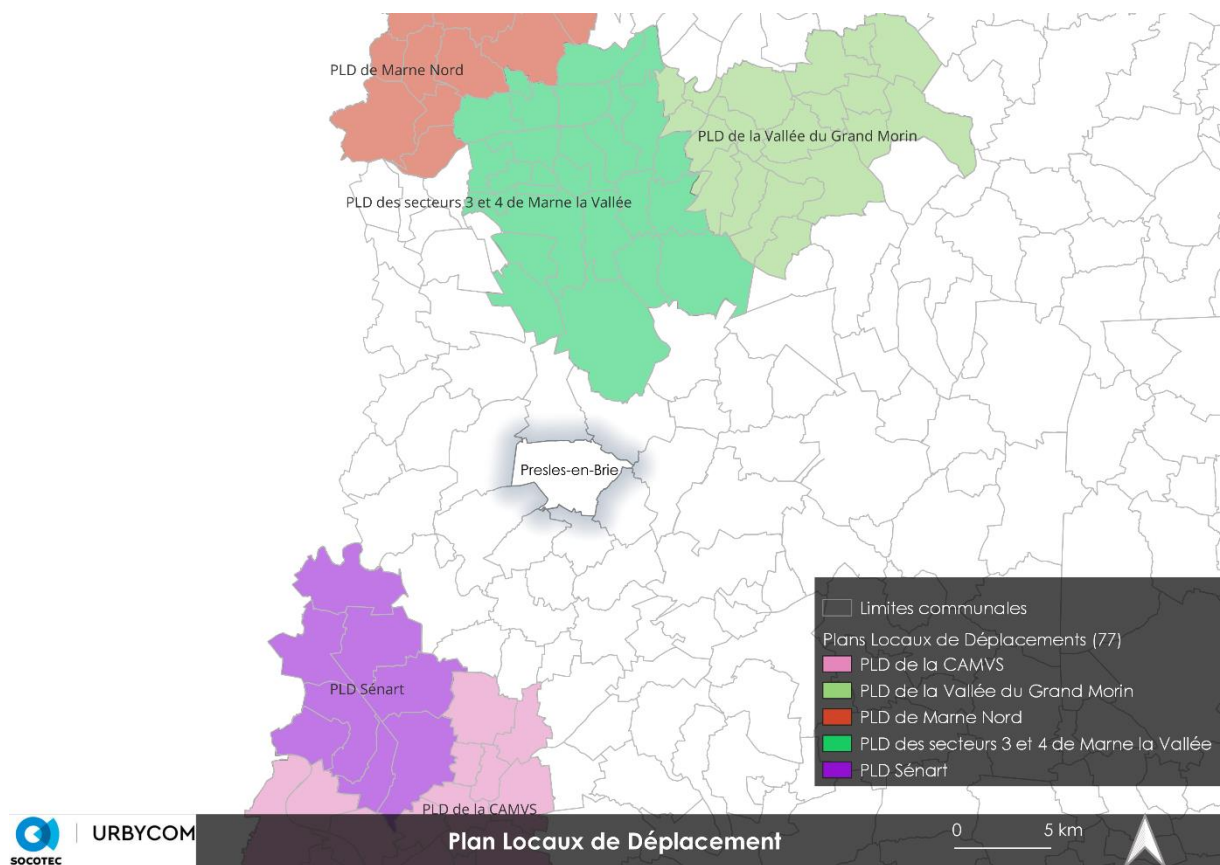 PLD de Marne Nord
PLD de la Vallée du Grand Morin
PLD des secteurs 3 et 4 de Marne la Vallée
Presles-en-Brie
PLD Sénart
PLD de la CAMVS
Limites communales
Plans Locaux de Déplacements (77)
PLD de la CAMVS
PLD de la Vallée du Grand Morin
PLD de Marne Nord
PLD des secteurs 3 et 4 de Marne la Vallée
PLD Sénart
SOCOTEC
URBYCOM
Plan Locaux de Déplacement
0 5 km